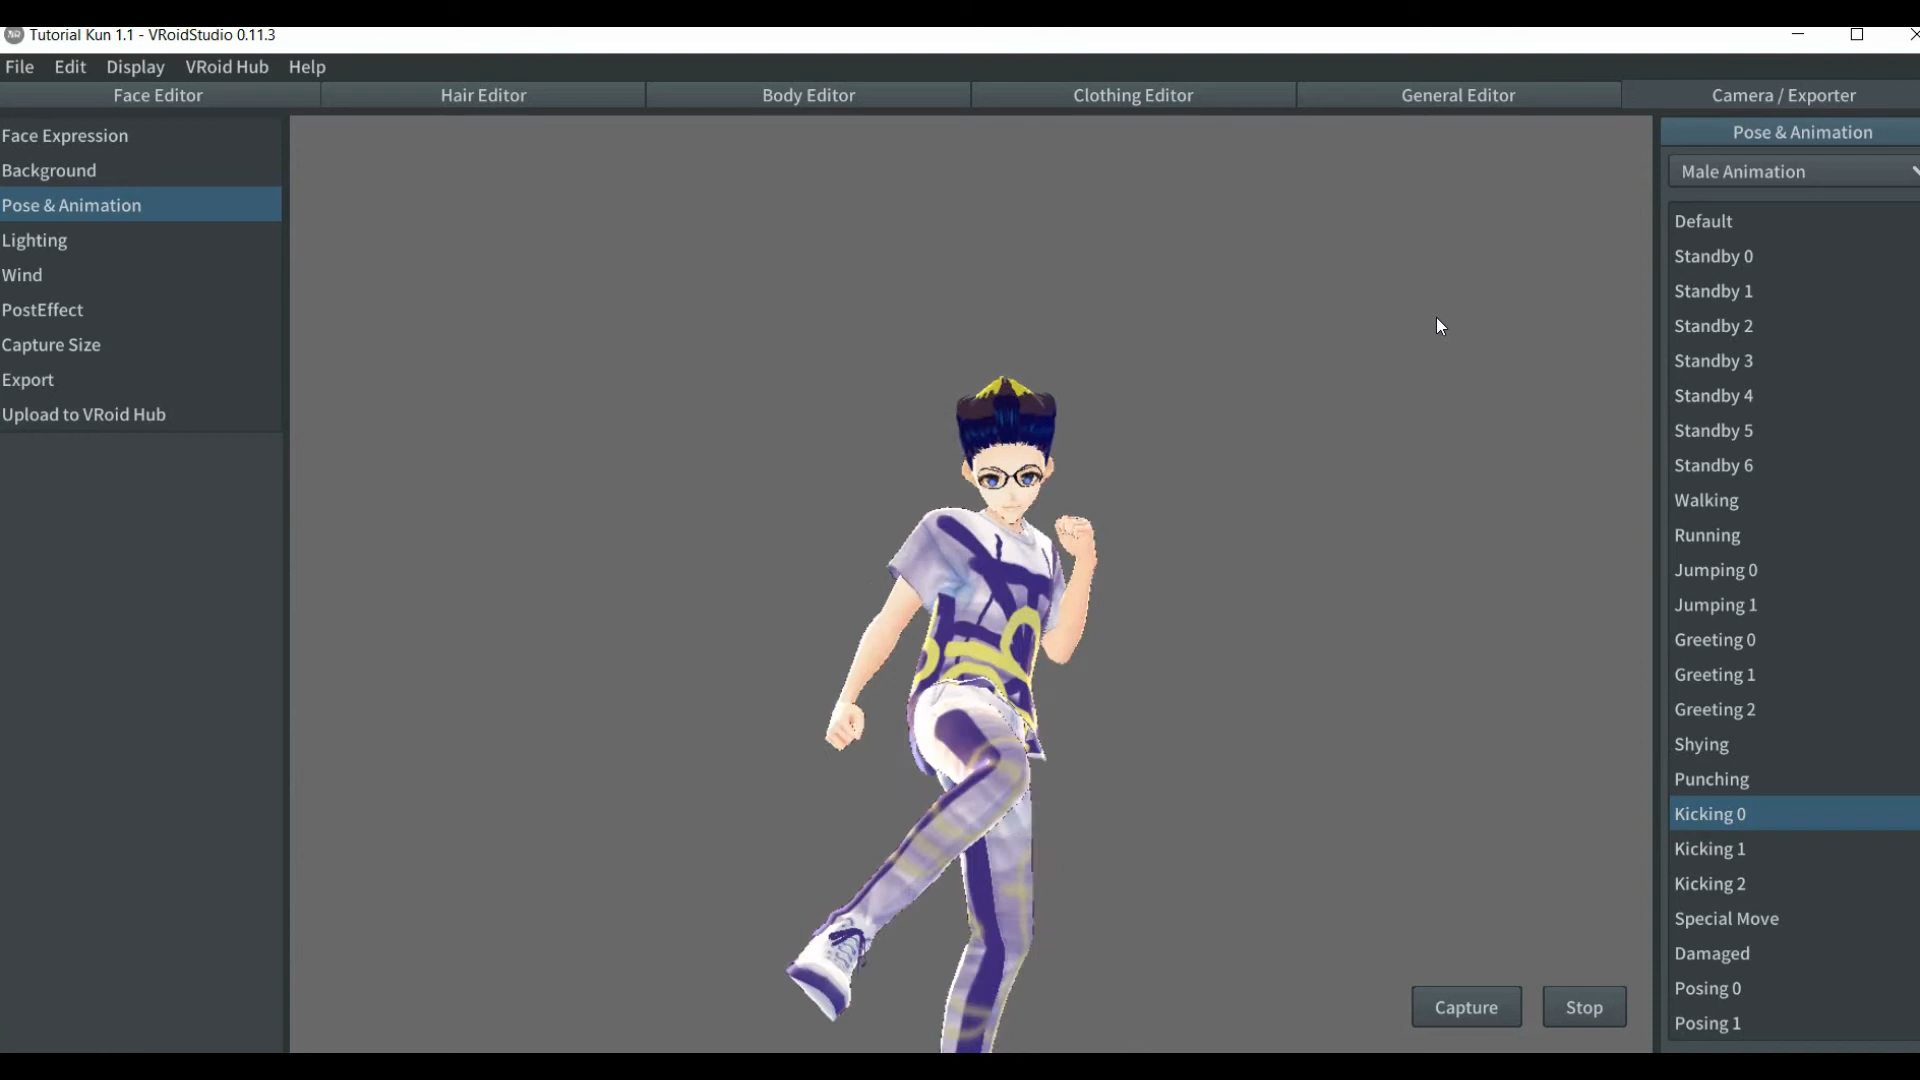 Tutorial Kun 1.1 - VRoidStudio 0.11.3
File Edit Display VRoid Hub Help
Face Editor Hair Editor Body Editor Clothing Editor General Editor Camera / Exporter
Face Expression
Background
Pose & Animation
Lighting
Wind
PostEffect
Capture Size
Export
Upload to VRoid Hub
Pose & Animation
Male Animation
Default
Standby 0
Standby 1
Standby 2
Standby 3
Standby 4
Standby 5
Standby 6
Walking
Running
Jumping 0
Jumping 1
Greeting 0
Greeting 1
Greeting 2
Shying
Punching
Kicking 0
Kicking 1
Kicking 2
Special Move
Damaged
Posing 0
Posing 1
Capture Stop